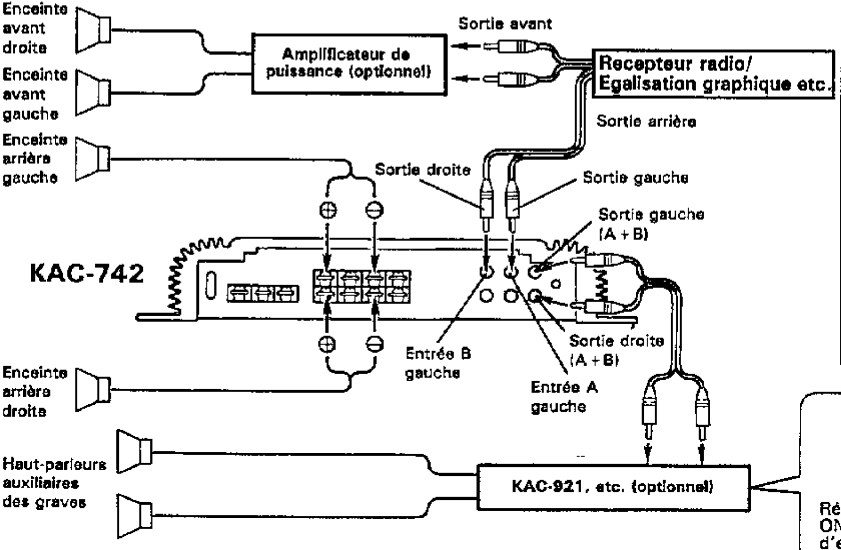 Enceinte
avant
droite
Sortie avant
Amplificateur de
puissance (optionnel)
Recepteur radio/
Egalisation graphique etc.
Enceinte
avant
gauche
Sortie arrière
Enceinte
arrière
gauche
Sortie droite
Sortie gauche
Sortie gauche
(A + B)
⊕ ⊖
KAC-742
⊕ ⊖
Sortie droite
(A + B)
Entrée B
gauche
Entrée A
gauche
Enceinte
arrière
droite
Haut-parleurs
auxiliaires
des graves
KAC-921, etc. (optionnel)
Ré
ON
d'e